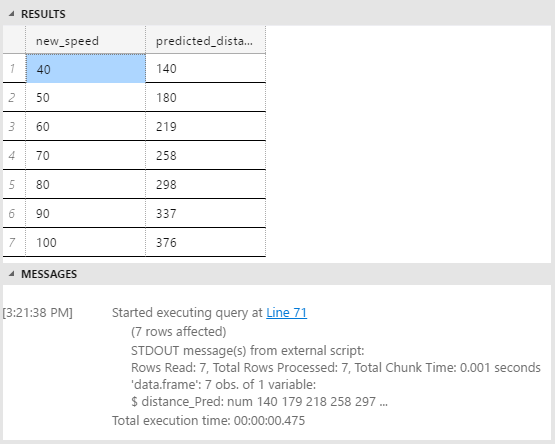 RESULTS
new_speed predicted_dista...
1 40 140
2 50 180
3 60 219
4 70 258
5 80 298
6 90 337
7 100 376
MESSAGES
[3:21:38 PM] Started executing query at Line 71
(7 rows affected)
STDOUT message(s) from external script:
Rows Read: 7, Total Rows Processed: 7, Total Chunk Time: 0.001 seconds
'data.frame': 7 obs. of 1 variable:
$ distance_Pred: num 140 179 218 258 297 ...
Total execution time: 00:00:00.475